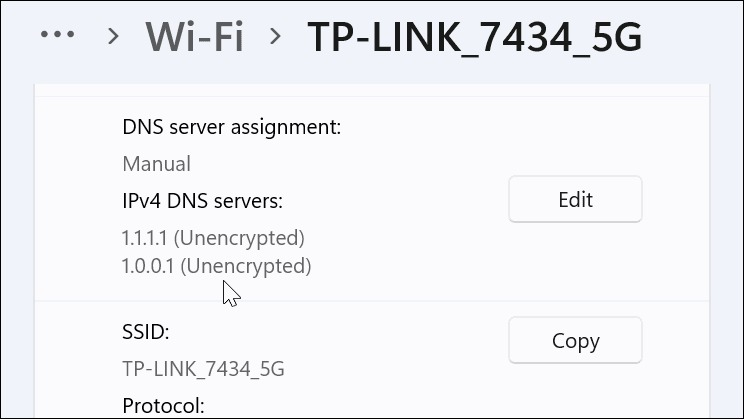 ... > Wi-Fi > TP-LINK_7434_5G
DNS server assignment:
Manual
IPv4 DNS servers:
Edit
1.1.1.1 (Unencrypted)
1.0.0.1 (Unencrypted)
SSID:
Copy
TP-LINK_7434_5G
Protocol: